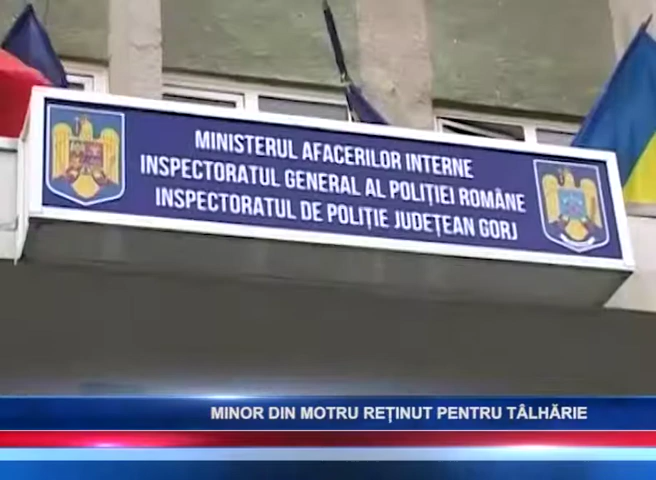 MINISTERUL AFACERILOR INTERNE
INSPECTORATUL GENERAL AL POLIȚIEI ROMÂNE
INSPECTORATUL DE POLIȚIE JUDEȚEAN GORJ
MINOR DIN MOTRU REȚINUT PENTRU TÂLHĂRIE